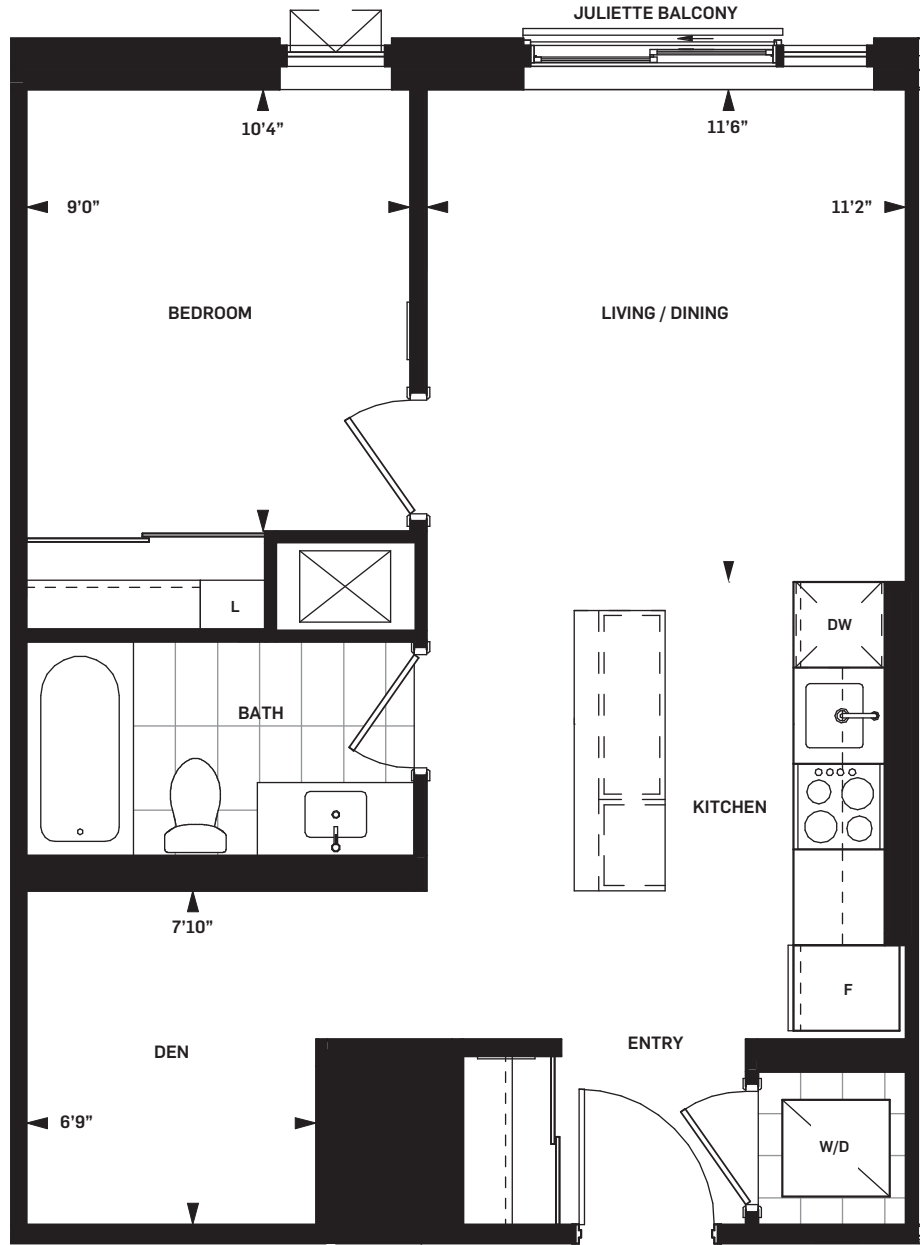 JULIETTE BALCONY
10’4”
11’6”
9’0”
11’2”
BEDROOM
LIVING / DINING
L
DW
BATH
KITCHEN
7’10”
F
ENTRY
DEN
6’9”
W/D